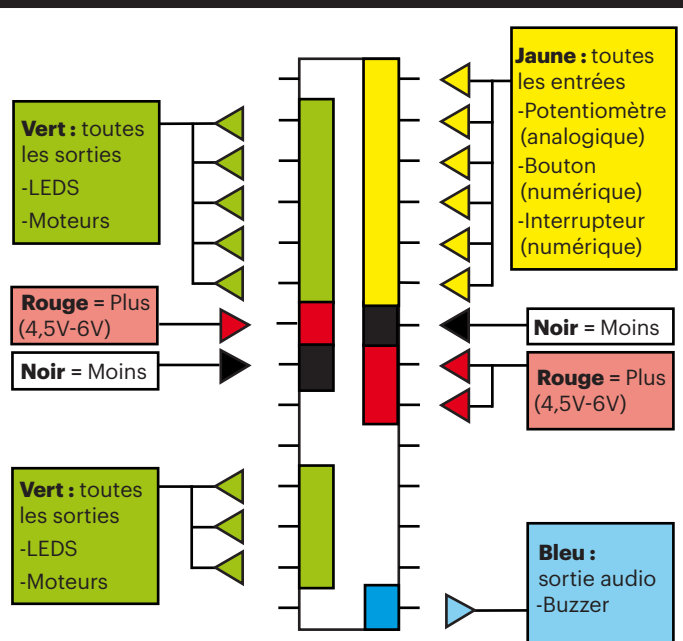 Vert : toutes
les sorties
-LEDS
-Moteurs
Rouge = Plus
(4,5V-6V)
Noir = Moins
Vert : toutes
les sorties
-LEDS
-Moteurs
Jaune : toutes
les entrées
-Potentiomètre
(analogique)
-Bouton
(numérique)
-Interrupteur
(numérique)
Noir = Moins
Rouge = Plus
(4,5V-6V)
Bleu :
sortie audio
-Buzzer